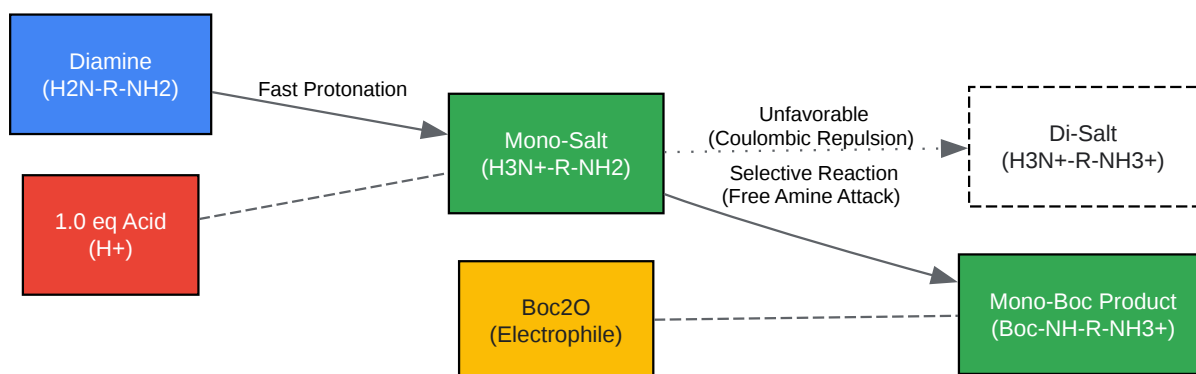 Diamine
(H2N-R-NH2)
Fast Protonation
1.0 eq Acid
(H+)
Mono-Salt
(H3N+-R-NH2)
Unfavorable
(Coulombic Repulsion)
Selective Reaction
(Free Amine Attack)
Di-Salt
(H3N+-R-NH3+)
Boc2O
(Electrophile)
Mono-Boc Product
(Boc-NH-R-NH3+)